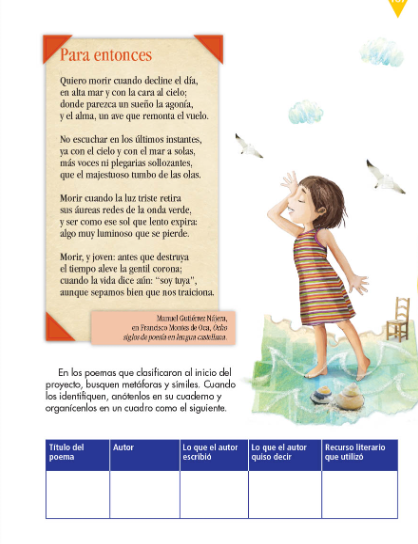 Para entonces
Quiero morir cuando decline el día,
en alta mar y con la cara al cielo;
donde parezca un sueño la agonía,
y el alma, un ave que remonta el vuelo.
No escuchar en los últimos instantes,
ya con el cielo y con el mar a solas,
más voces ni plegarias sollozantes,
que el majestuoso tumbo de las olas.
Morir cuando la luz triste retira
sus áureas redes de la onda verde,
y ser como ese sol que lento expira:
algo muy luminoso que se pierde.
Morir, y joven: antes que destruya
el tiempo aleve la gentil corona;
cuando la vida dice aún: “soy tuya”,
aunque sepamos bien que nos traiciona.
Manuel Gutiérrez Nájera,
en Francisco Montes de Oca, Ocho
siglos de poesía en lengua castellana.
En los poemas que clasificaron al inicio del
proyecto, busquen metáforas y símiles. Cuando
los identifiquen, anótenlos en su cuaderno y
organícenlos en un cuadro como el siguiente.
Título del
poema
Autor
Lo que el autor
escribió
Lo que el autor
quiso decir
Recurso literario
que utilizó